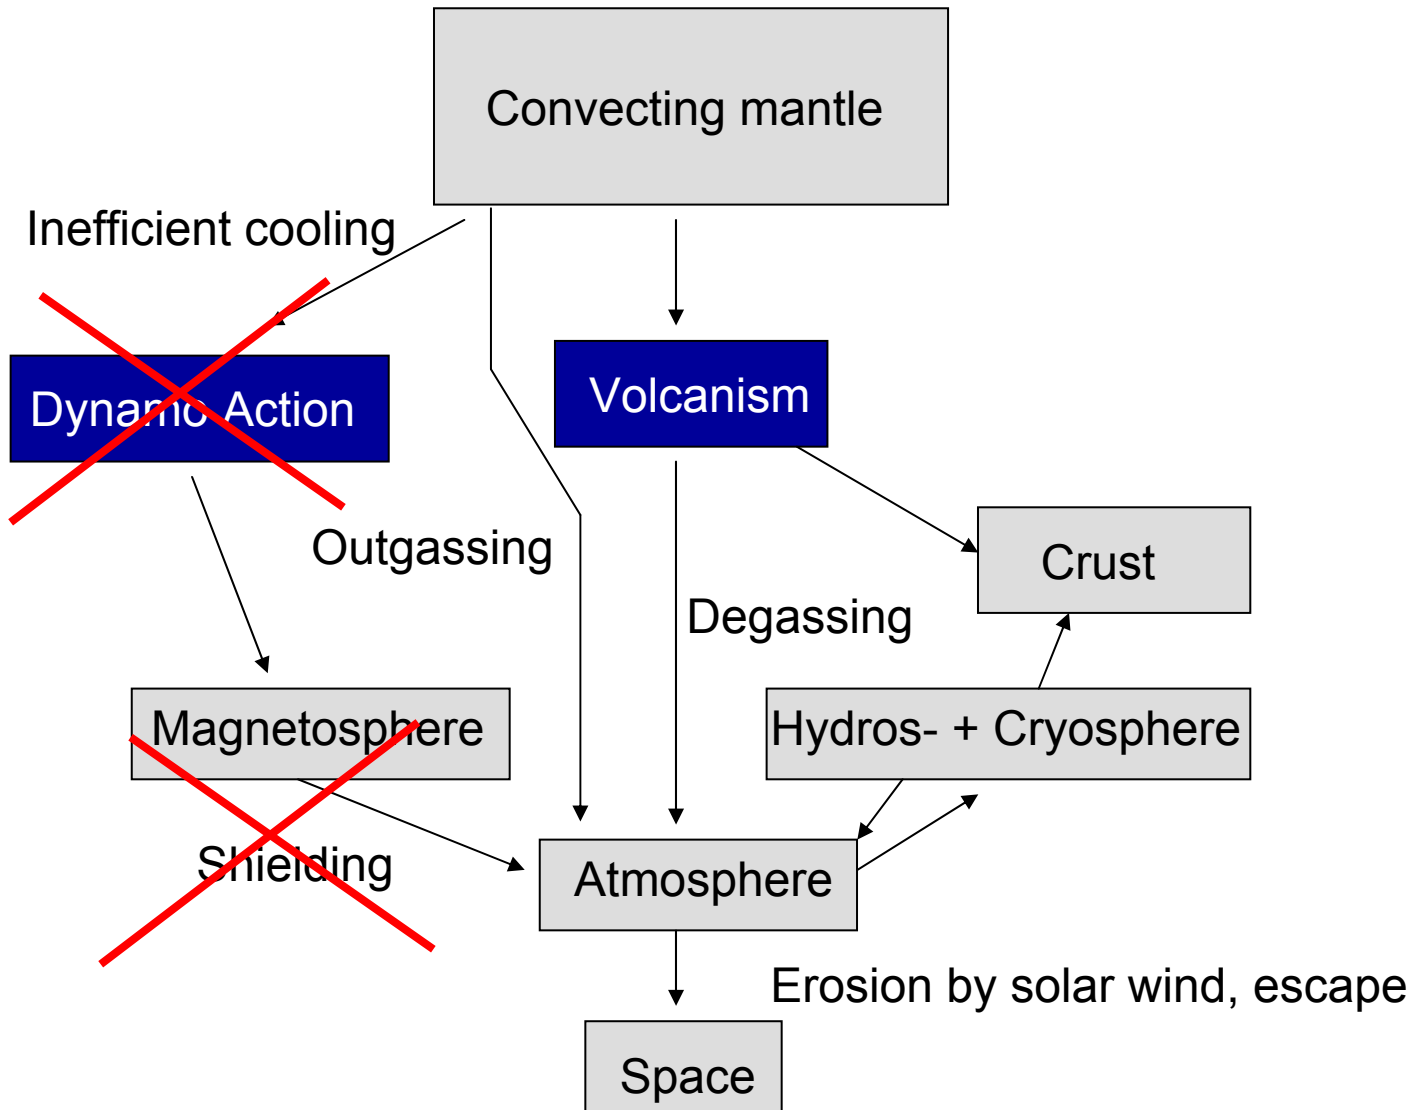 Convecting mantle
Inefficient cooling
Dynamo Action
Volcanism
Outgassing
Crust
Degassing
Magnetosphere
Hydros- + Cryosphere
Shielding
Atmosphere
Erosion by solar wind, escape
Space